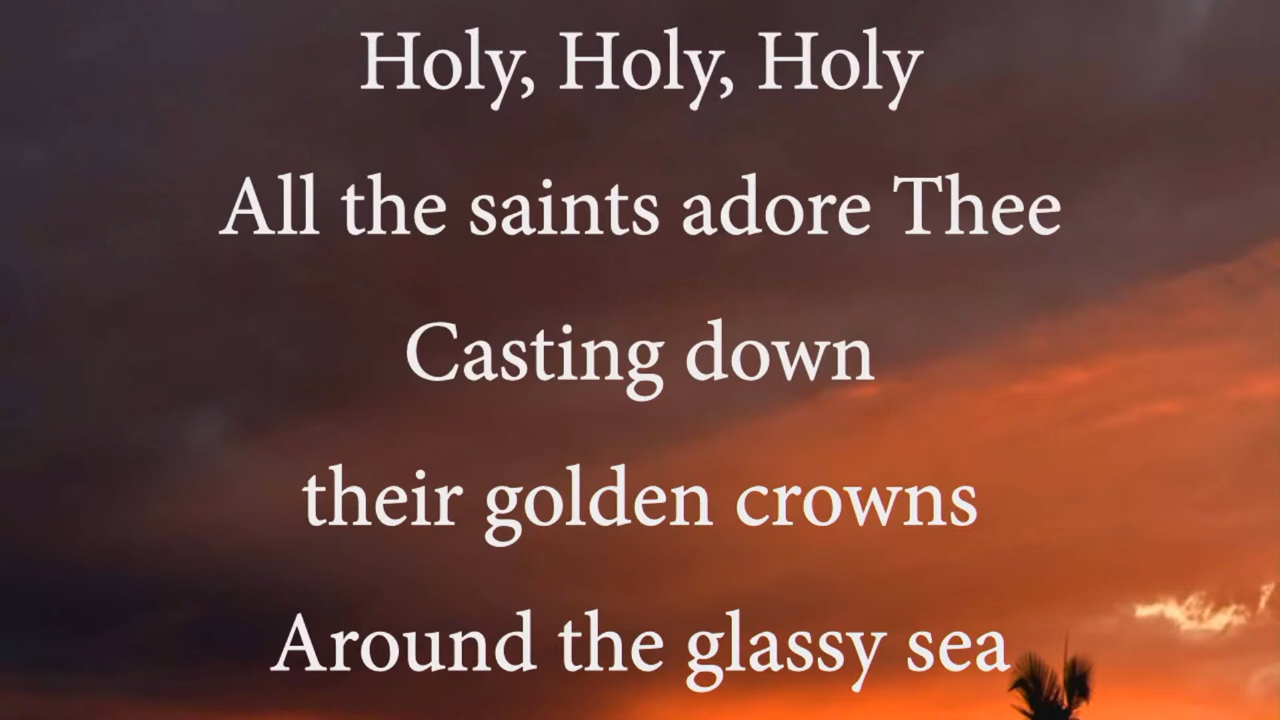 Holy, Holy, Holy
All the saints adore Thee
Casting down
their golden crowns
Around the glassy sea